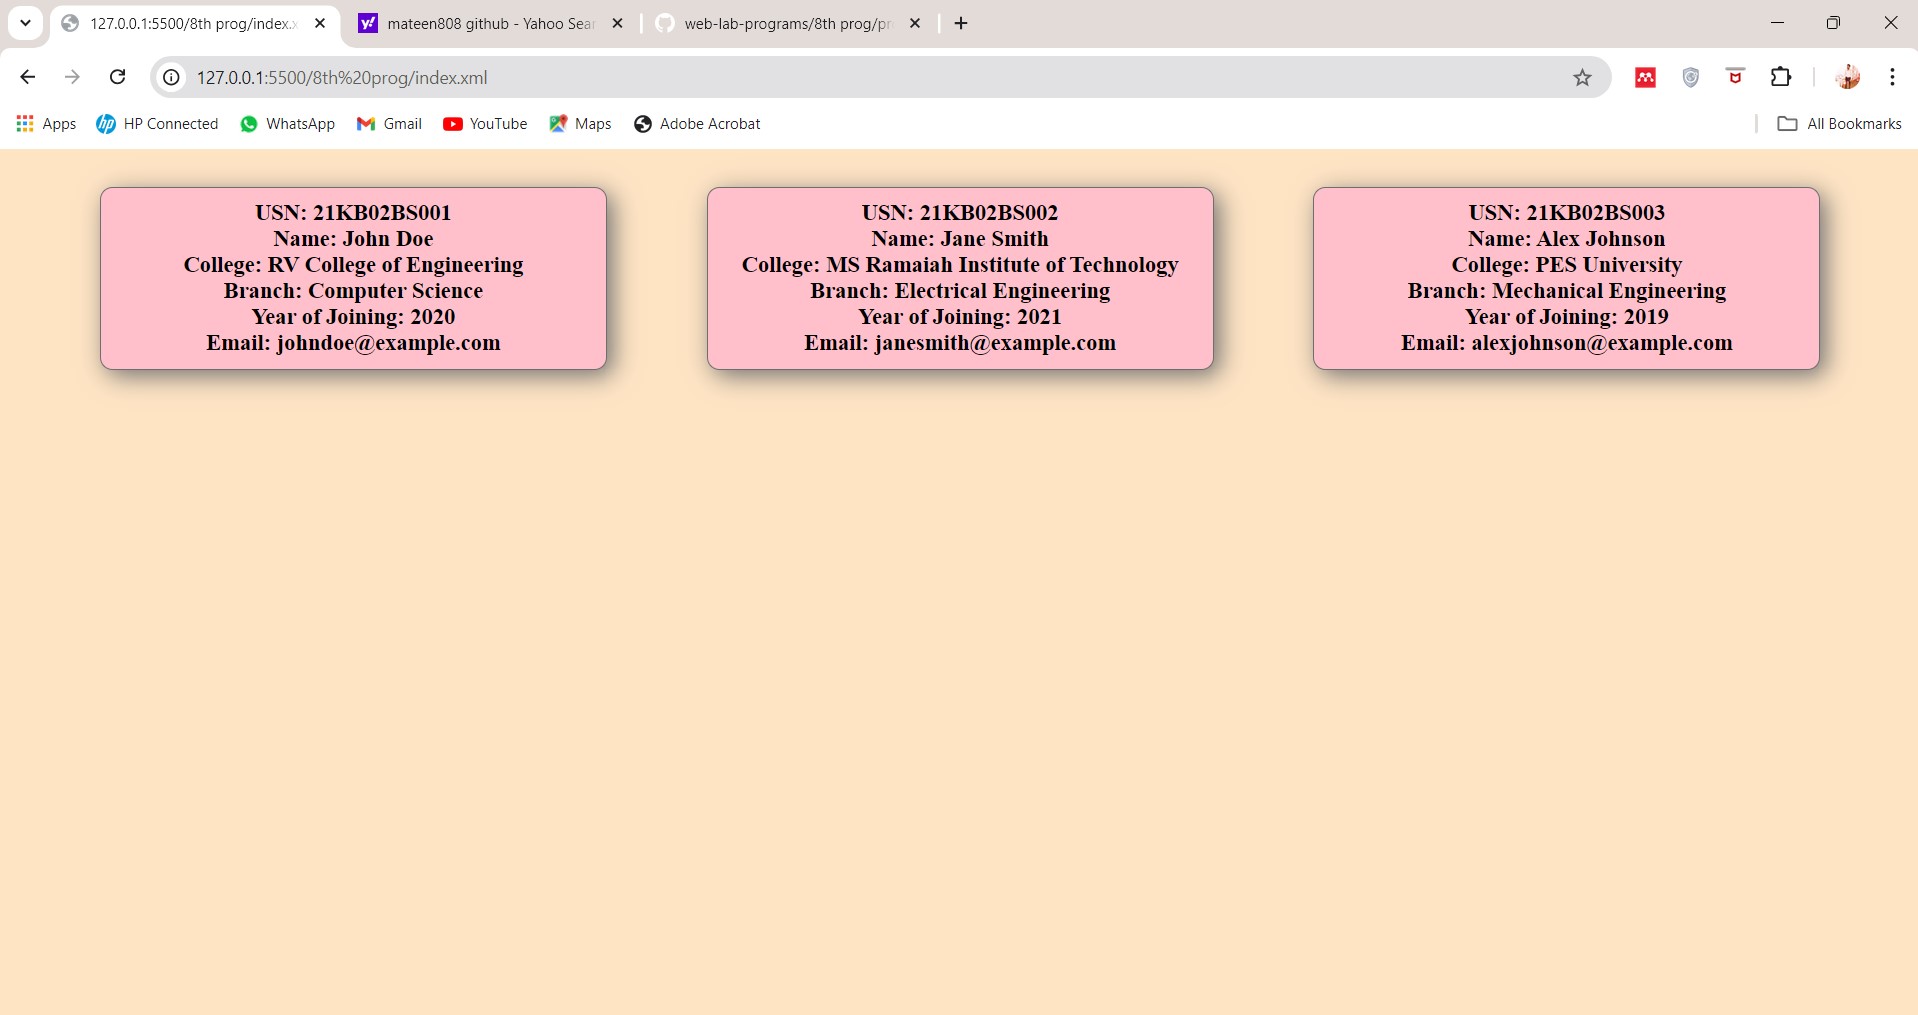 127.0.0.1:5500/8th prog/index.x
mateen808 github - Yahoo Sear
web-lab-programs/8th prog/pr
127.0.0.1:5500/8th%20prog/index.xml
Apps
HP Connected
WhatsApp
Gmail
YouTube
Maps
Adobe Acrobat
All Bookmarks
USN: 21KB02BS001
Name: John Doe
College: RV College of Engineering
Branch: Computer Science
Year of Joining: 2020
Email: johndoe@example.com
USN: 21KB02BS002
Name: Jane Smith
College: MS Ramaiah Institute of Technology
Branch: Electrical Engineering
Year of Joining: 2021
Email: janesmith@example.com
USN: 21KB02BS003
Name: Alex Johnson
College: PES University
Branch: Mechanical Engineering
Year of Joining: 2019
Email: alexjohnson@example.com